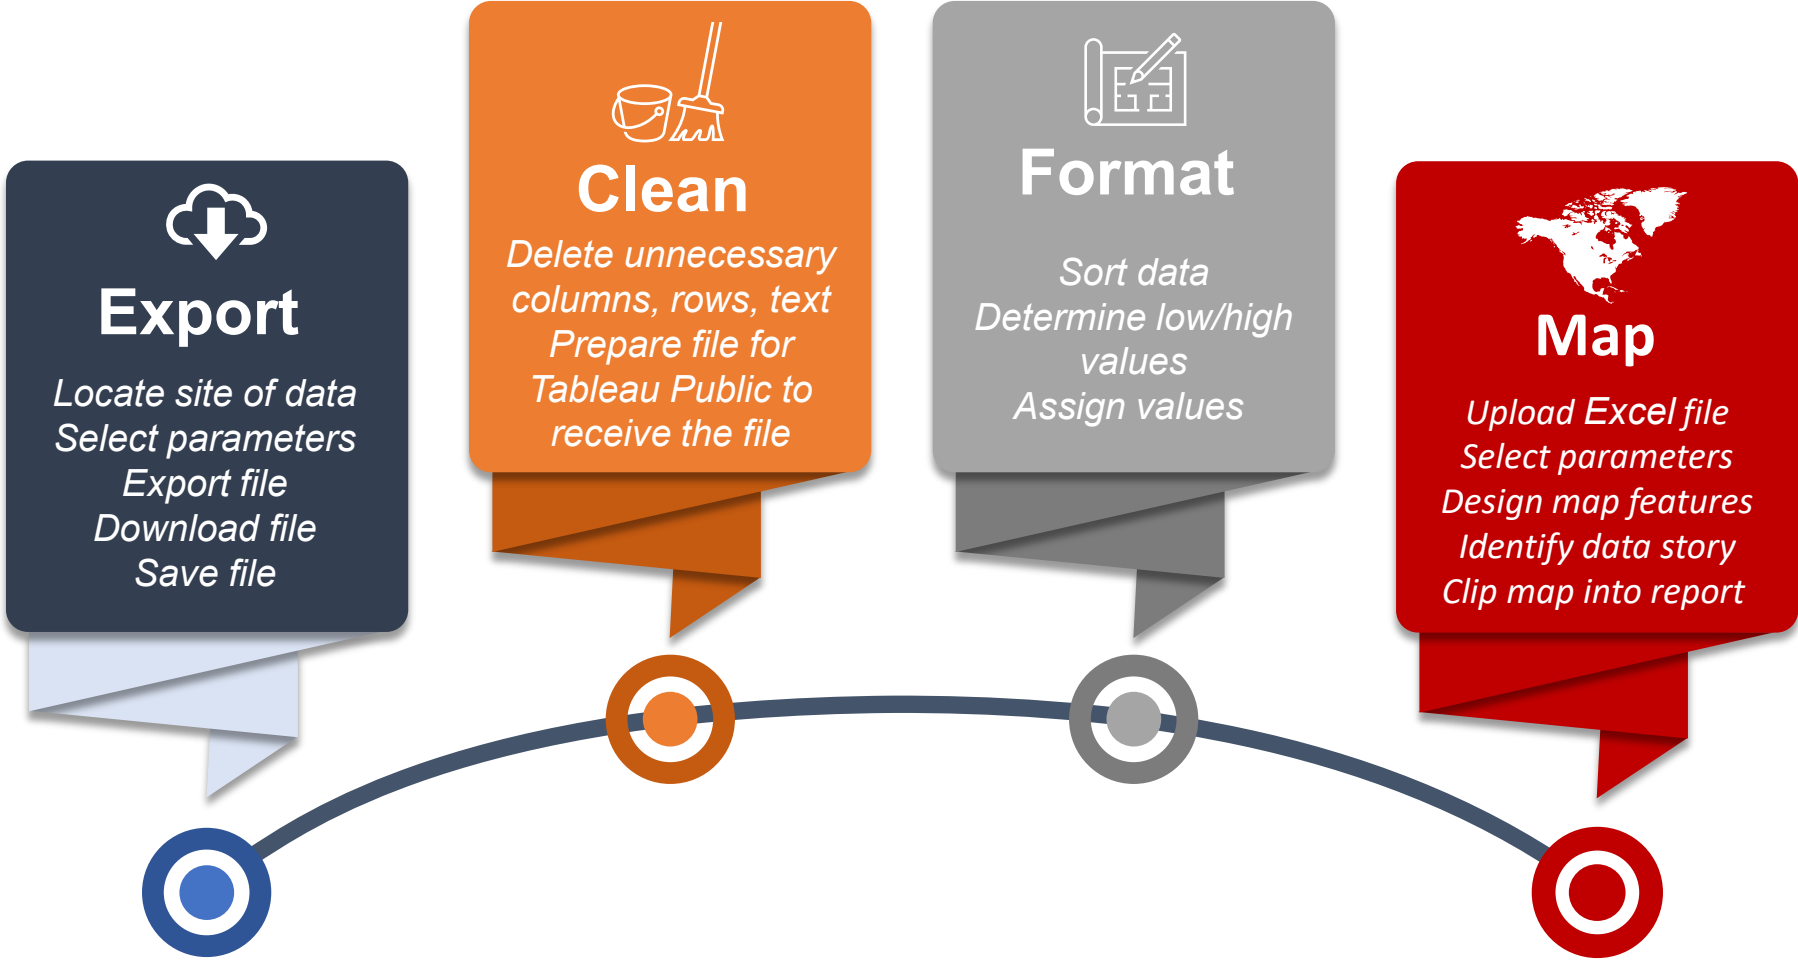 Export
Locate site of data
Select parameters
Export file
Download file
Save file
Clean
Delete unnecessary
columns, rows, text
Prepare file for
Tableau Public to
receive the file
Format
Sort data
Determine low/high
values
Assign values
Map
Upload Excel file
Select parameters
Design map features
Identify data story
Clip map into report